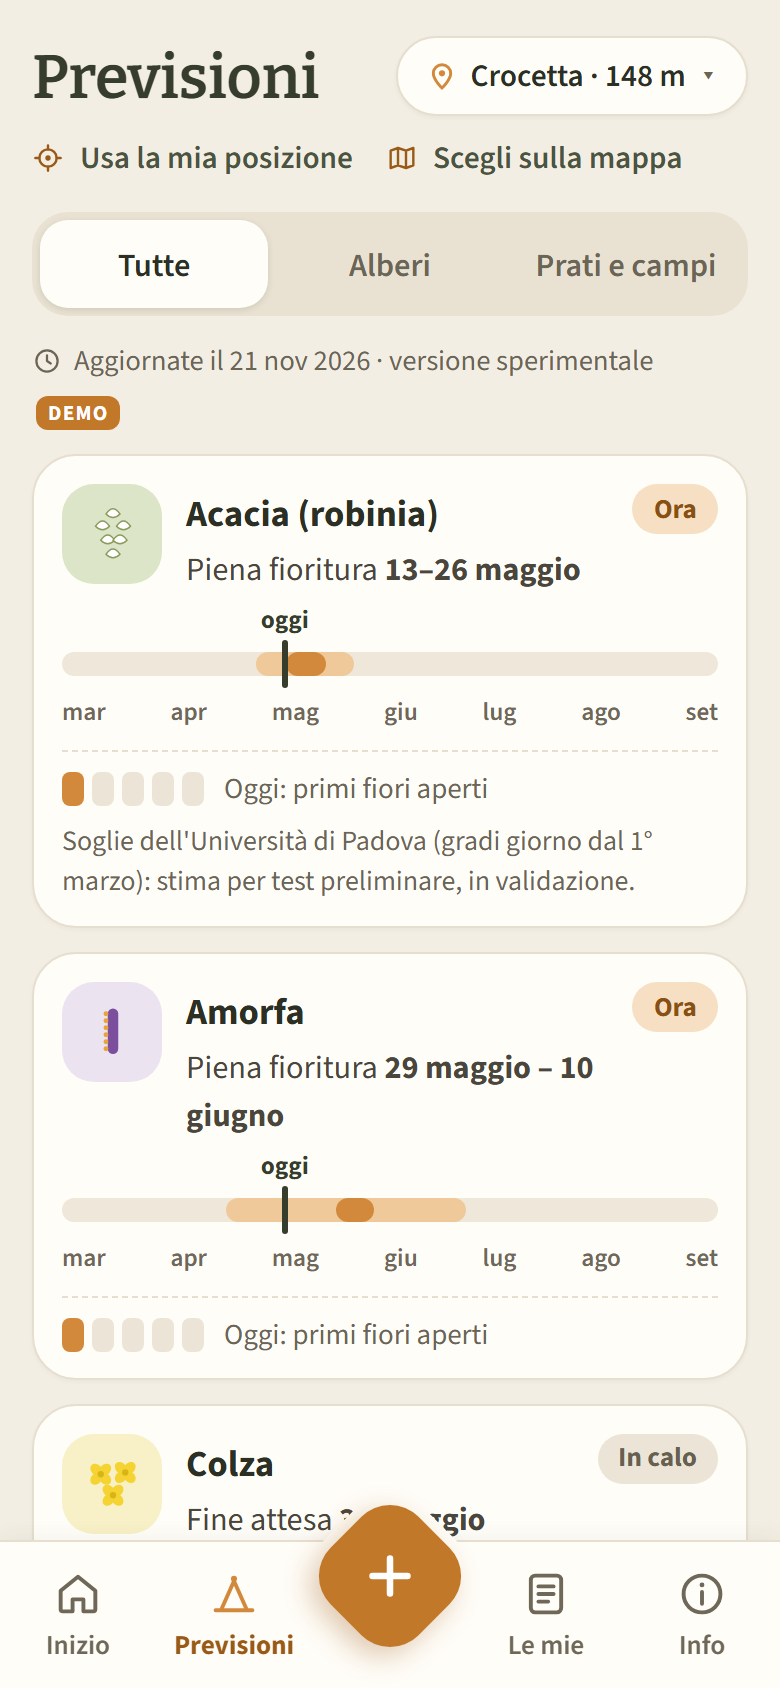 Previsioni
Crocetta · 148 m
Usa la mia posizione
Scegli sulla mappa
Tutte
Alberi
Prati e campi
Aggiornate il 21 nov 2026 · versione sperimentale
DEMO
Acacia (robinia)
Ora
Piena fioritura 13–26 maggio
oggi
mar apr mag giu lug ago set
Oggi: primi fiori aperti
Soglie dell'Università di Padova (gradi giorno dal 1°
marzo): stima per test preliminare, in validazione.
Amorfa
Ora
Piena fioritura 29 maggio – 10
giugno
oggi
mar apr mag giu lug ago set
Oggi: primi fiori aperti
Colza
In calo
Fine attesa
Inizio
Previsioni
Le mie
Info